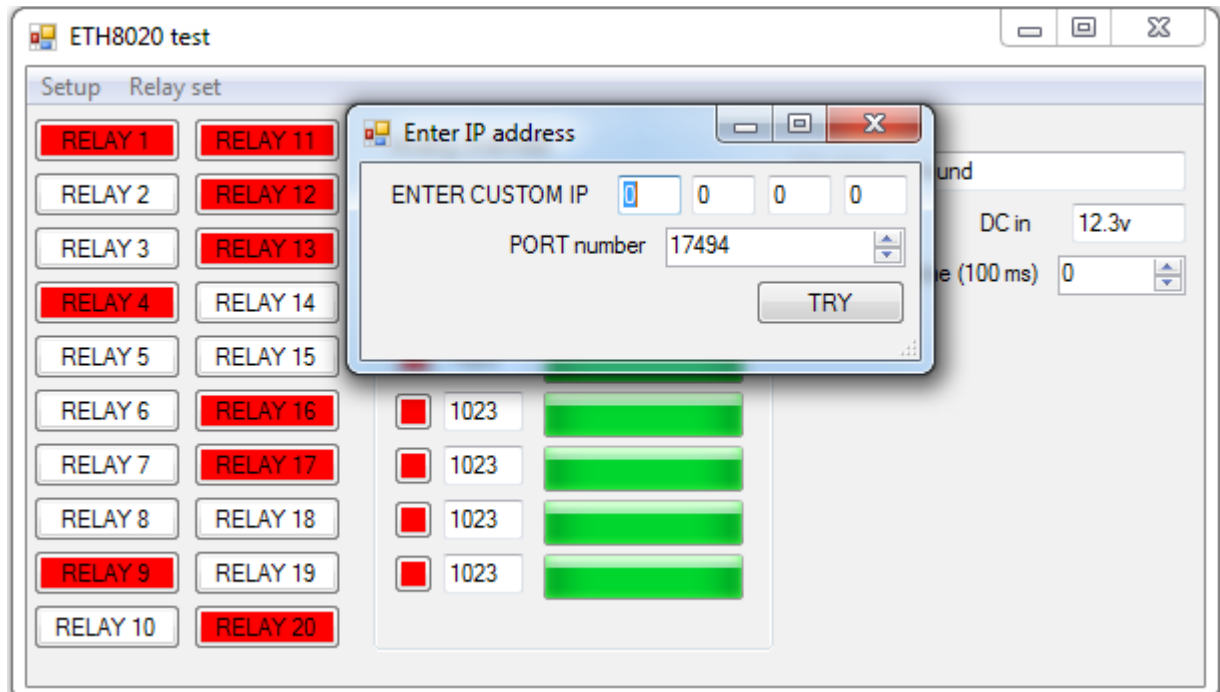 ETH8020 test
Setup Relay set
RELAY 1 RELAY 11
RELAY 2 RELAY 12
RELAY 3 RELAY 13
RELAY 4 RELAY 14
RELAY 5 RELAY 15
RELAY 6 RELAY 16
RELAY 7 RELAY 17
RELAY 8 RELAY 18
RELAY 9 RELAY 19
RELAY 10 RELAY 20
Enter IP address
ENTER CUSTOM IP 0 0 0 0
PORT number 17494
TRY
1023
1023
1023
1023
DC in 12.3v
(100 ms) 0